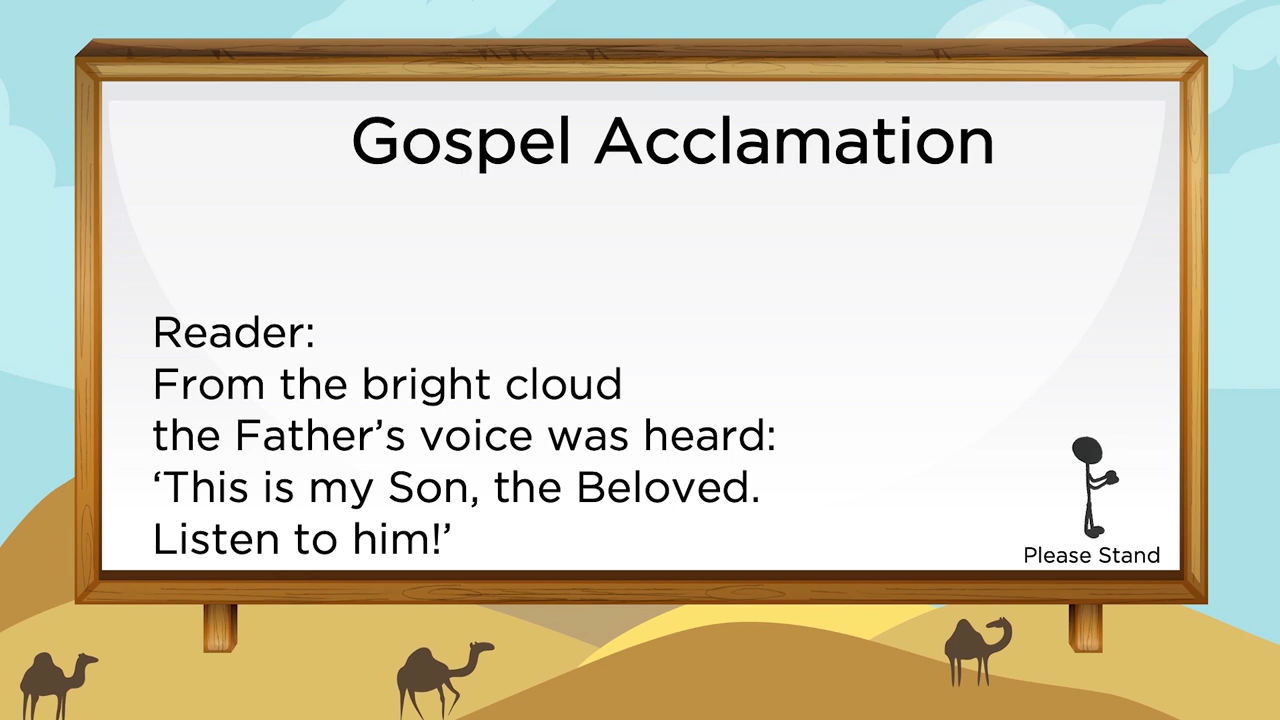 Gospel Acclamation
Reader:
From the bright cloud
the Father’s voice was heard:
‘This is my Son, the Beloved.
Listen to him!’
Please Stand